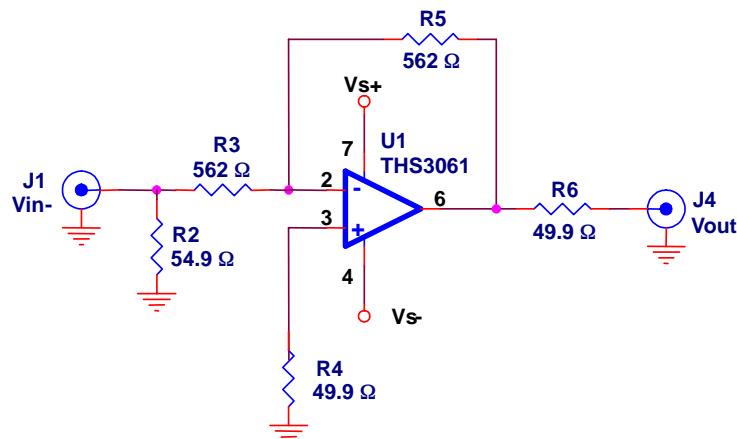 R5
562 Ω
Vs+
U1
THS3061
7
R3
562 Ω
J1
Vin-
2
-
3
+
6
R6
49.9 Ω
J4
Vout
R2
54.9 Ω
4
Vs-
R4
49.9 Ω